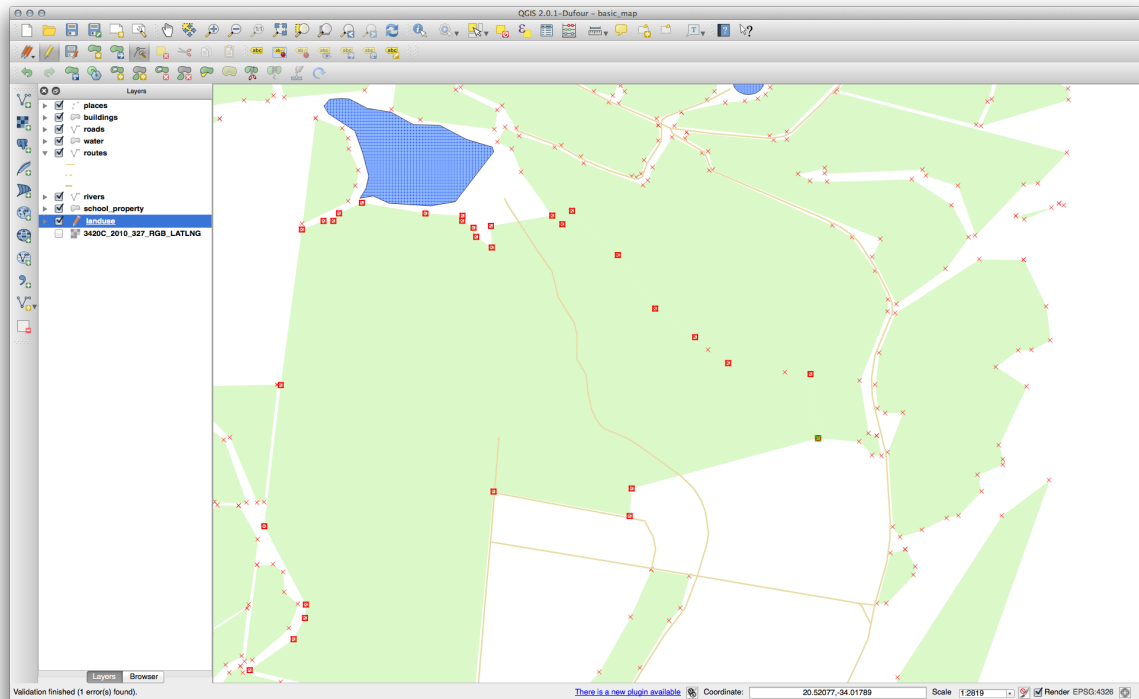 QGIS 2.0.1-Dufour - basic_map
Layers
places
buildings
roads
water
routes
rivers
school_property
landuse
3420C_2010_327_RGB_LATLNG
Layers Browser
Validation finished (1 error(s) found). There is a new plugin available Coordinate: 20.52077,-34.01789 Scale 1:2819 Render EPSG:4326